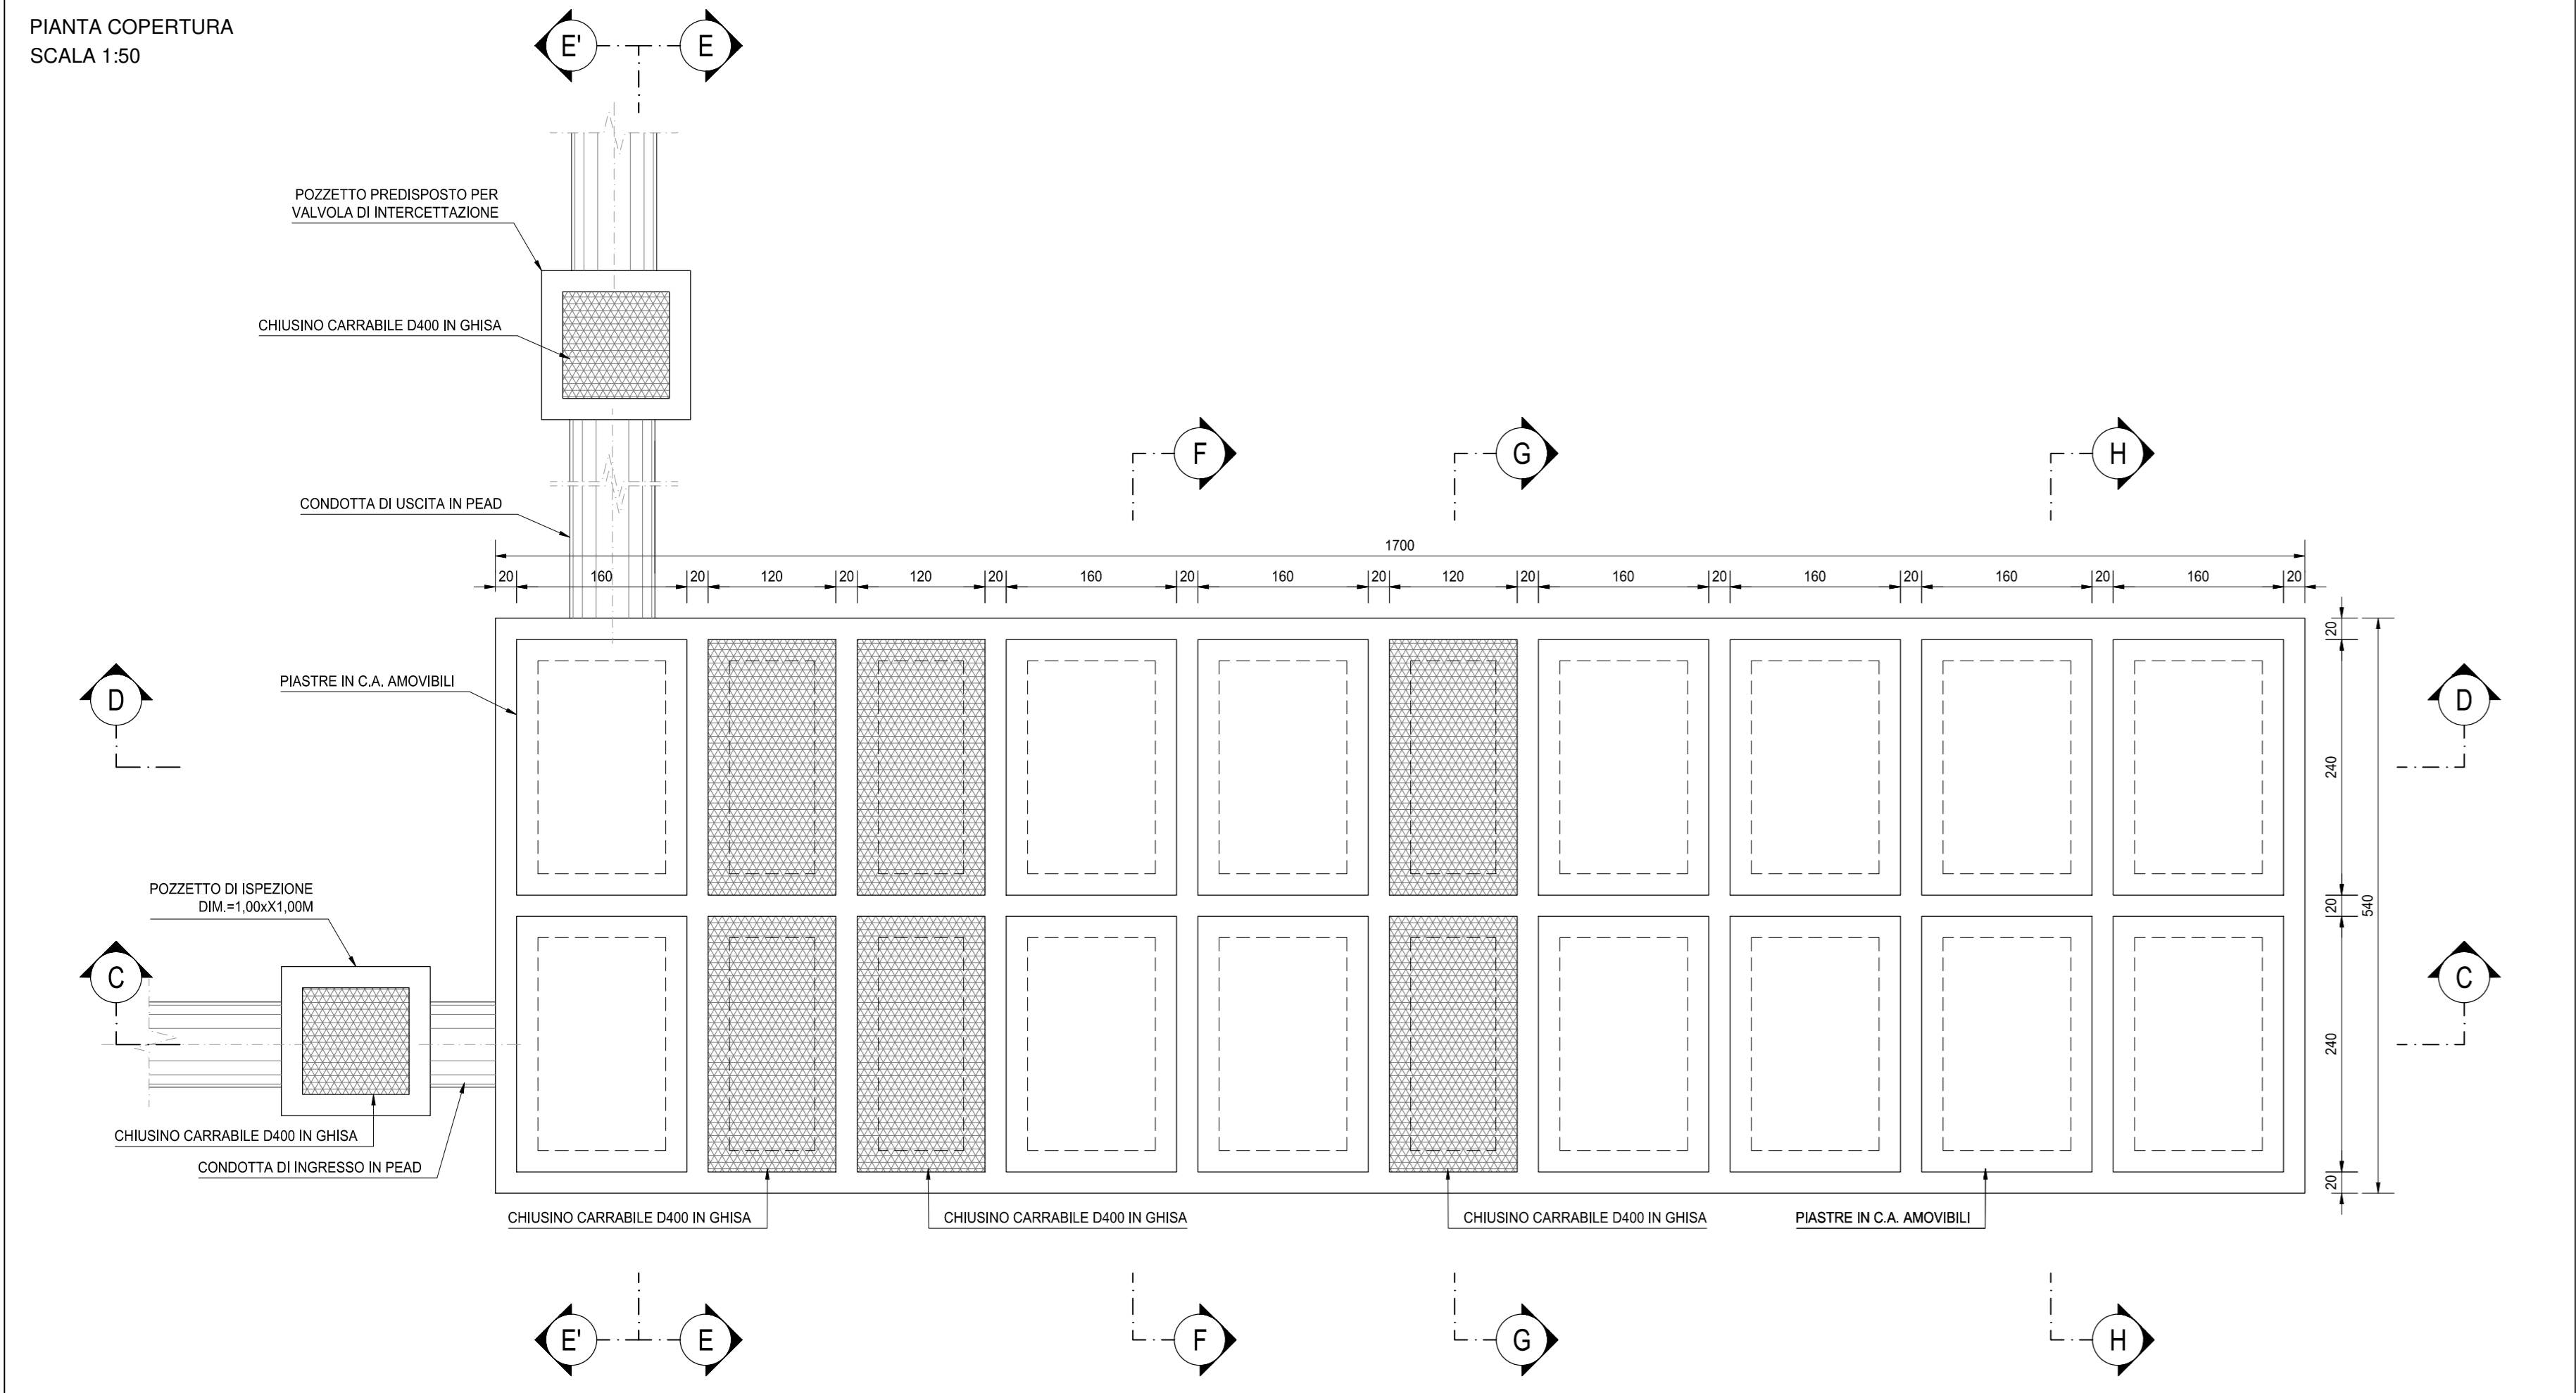 PIANTA COPERTURA
SCALA 1:50
E'
E
POZZETTO PREDISPOSTO PER
VALVOLA DI INTERCETTAZIONE
CHIUSINO CARRABILE D400 IN GHISA
F
G
H
CONDOTTA DI USCITA IN PEAD
1700
20
160
20
120
20
120
20
160
20
160
20
120
20
160
20
160
20
160
20
160
20
20
D
PIASTRE IN C.A. AMOVIBILI
D
240
POZZETTO DI ISPEZIONE
DIM.=1,00xX1,00M
20
540
C
C
240
CHIUSINO CARRABILE D400 IN GHISA
CONDOTTA DI INGRESSO IN PEAD
20
CHIUSINO CARRABILE D400 IN GHISA
CHIUSINO CARRABILE D400 IN GHISA
CHIUSINO CARRABILE D400 IN GHISA
PIASTRE IN C.A. AMOVIBILI
E'
E
F
G
H